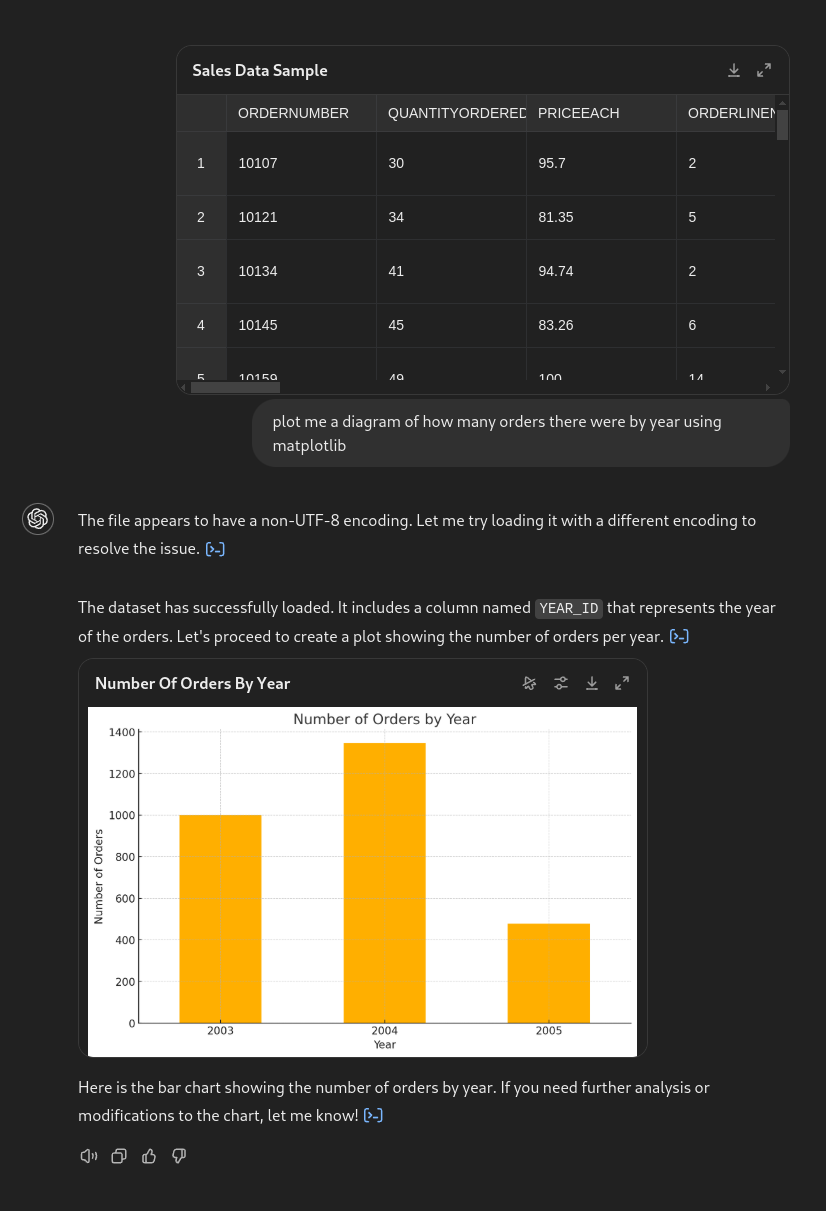 Sales Data Sample
ORDERNUMBER QUANTITYORDERED PRICEEACH ORDERLINEN
1 10107 30 95.7 2
2 10121 34 81.35 5
3 10134 41 94.74 2
4 10145 45 83.26 6
5 10159 49 100 14
plot me a diagram of how many orders there were by year using
matplotlib
The file appears to have a non-UTF-8 encoding. Let me try loading it with a different encoding to
resolve the issue. [>-]
The dataset has successfully loaded. It includes a column named YEAR_ID that represents the year
of the orders. Let's proceed to create a plot showing the number of orders per year. [>-]
Number Of Orders By Year
Number of Orders by Year
1400
1200
1000
800
600
400
200
0
Number of Orders
2003 2004 2005
Year
Here is the bar chart showing the number of orders by year. If you need further analysis or
modifications to the chart, let me know! [>-]